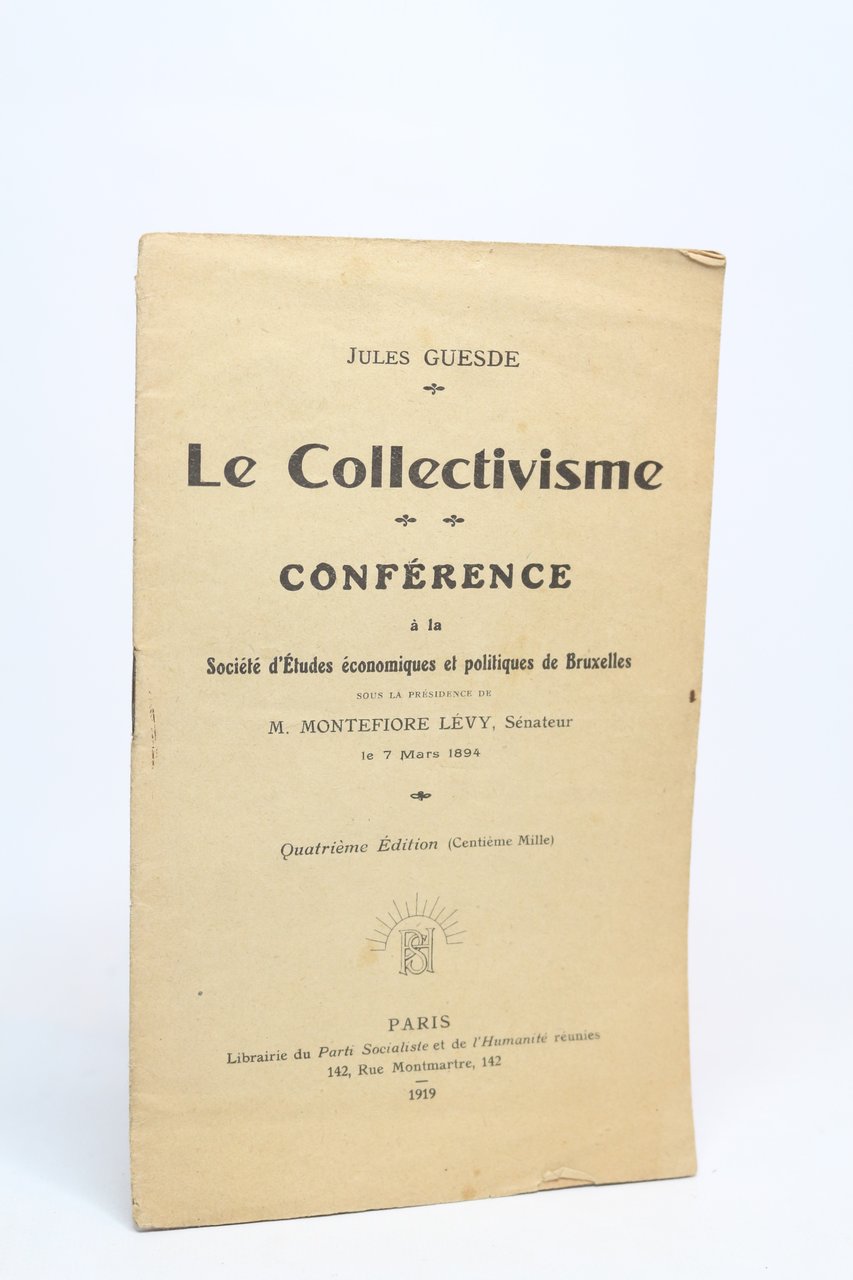 JULES GUESDE
Le Collectivisme
CONFÉRENCE
à la
Société d'Études économiques et politiques de Bruxelles
SOUS LA PRÉSIDENCE DE
M. MONTEFIORE LÉVY, Sénateur
le 7 Mars 1894
Quatrième Édition (Centième Mille)
PARIS
Librairie du Parti Socialiste et de l'Humanité réunies
142, Rue Montmartre, 142
1919